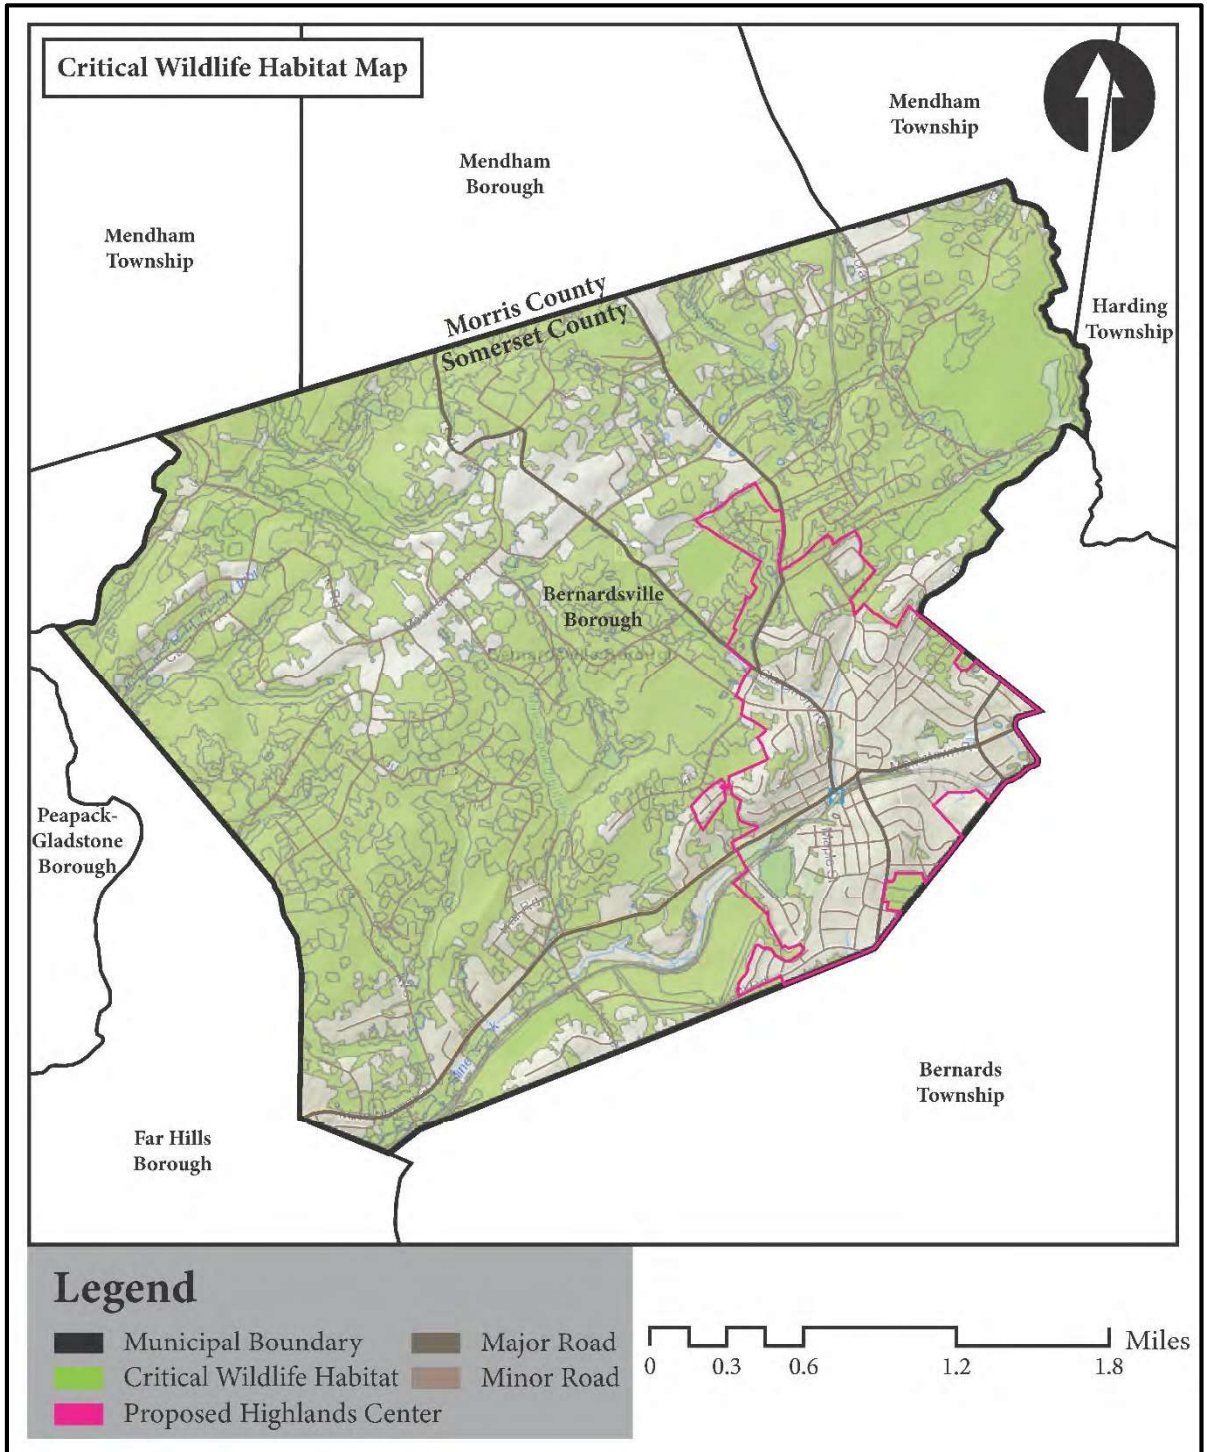 Critical Wildlife Habitat Map
Mendham
Township
Mendham
Borough
Mendham
Township
Morris County
Somerset County
Harding
Township
Bernardsville
Borough
Bernardsville Borough
Peapack-
Gladstone
Borough
Bernards
Township
Far Hills
Borough
Legend
Municipal Boundary
Major Road
Critical Wildlife Habitat
Minor Road
Proposed Highlands Center
Miles
0
0.3
0.6
1.2
1.8